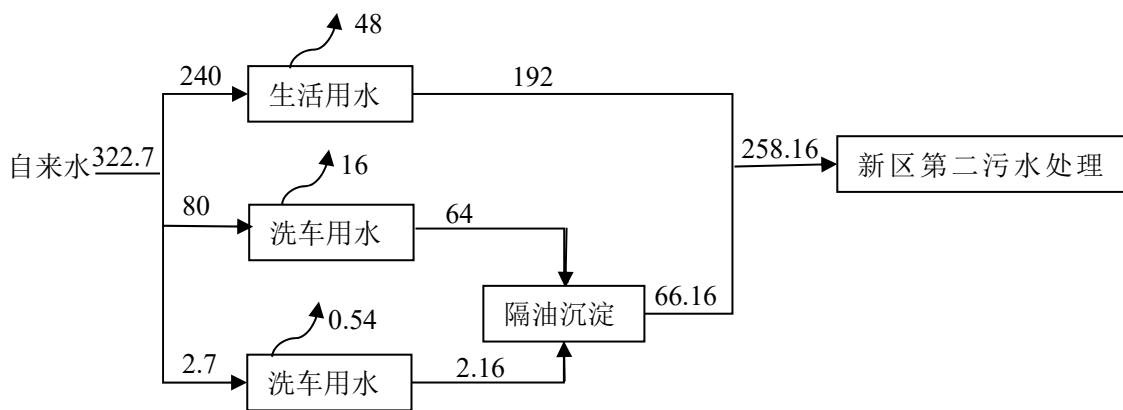 48
240
生活用水
192
自来水
322.7
258.16
新区第二污水处理
16
80
洗车用水
64
隔油沉淀
66.16
0.54
2.7
洗车用水
2.16